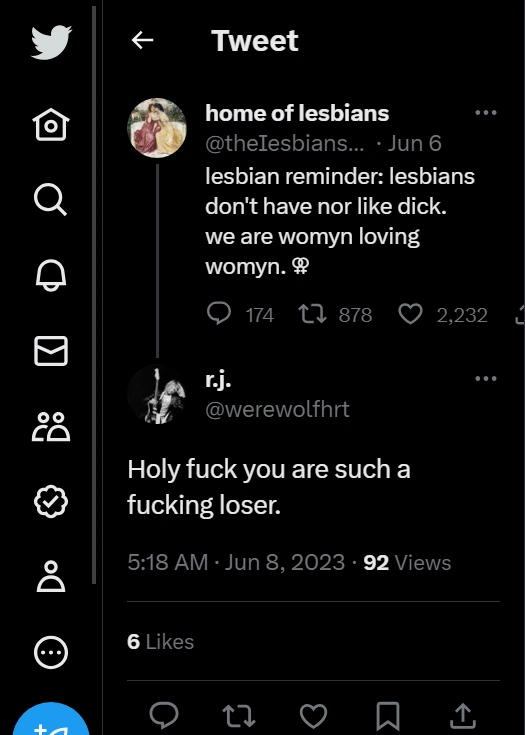 Tweet
home of lesbians
@theIesbians... · Jun 6
lesbian reminder: lesbians
don't have nor like dick.
we are womyn loving
womyn. ⚢
174 878 2,232
r.j.
@werewolfhrt
Holy fuck you are such a
fucking loser.
5:18 AM · Jun 8, 2023 · 92 Views
6 Likes